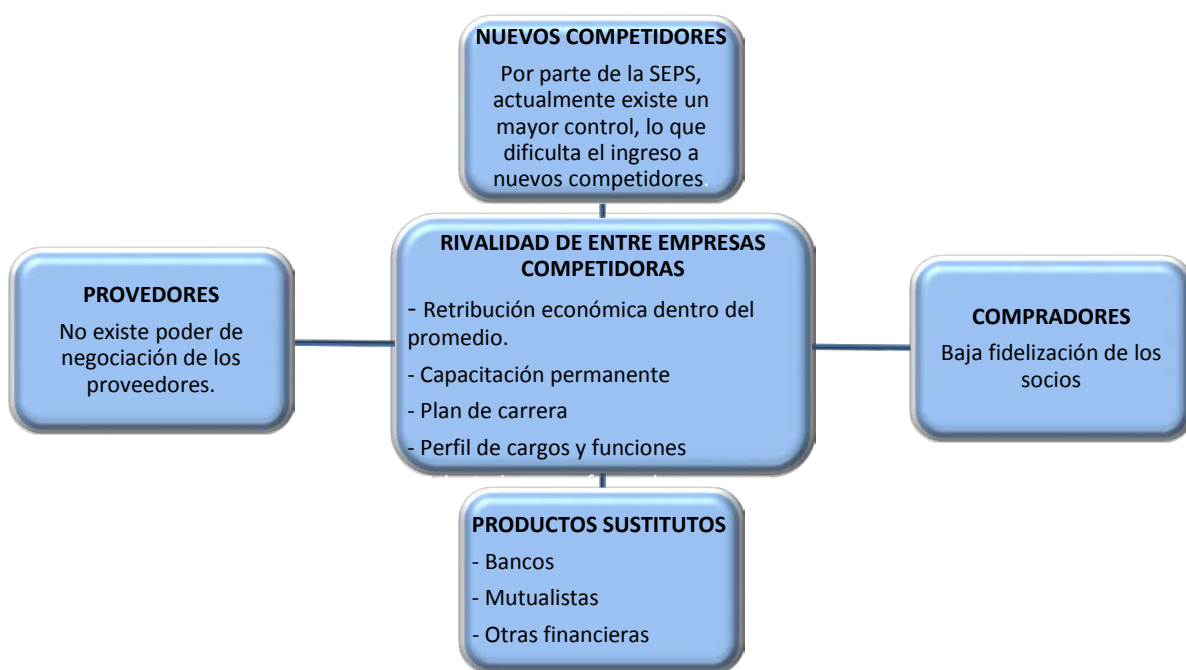 NUEVOS COMPETIDORES
Por parte de la SEPS,
actualmente existe un
mayor control, lo que
dificulta el ingreso a
nuevos competidores.
RIVALIDAD DE ENTRE EMPRESAS
COMPETIDORAS
- Retribución económica dentro del
promedio.
- Capacitación permanente
- Plan de carrera
- Perfil de cargos y funciones
PROVEDORES
No existe poder de
negociación de los
proveedores.
COMPRADORES
Baja fidelización de los
socios
PRODUCTOS SUSTITUTOS
- Bancos
- Mutualistas
- Otras financieras